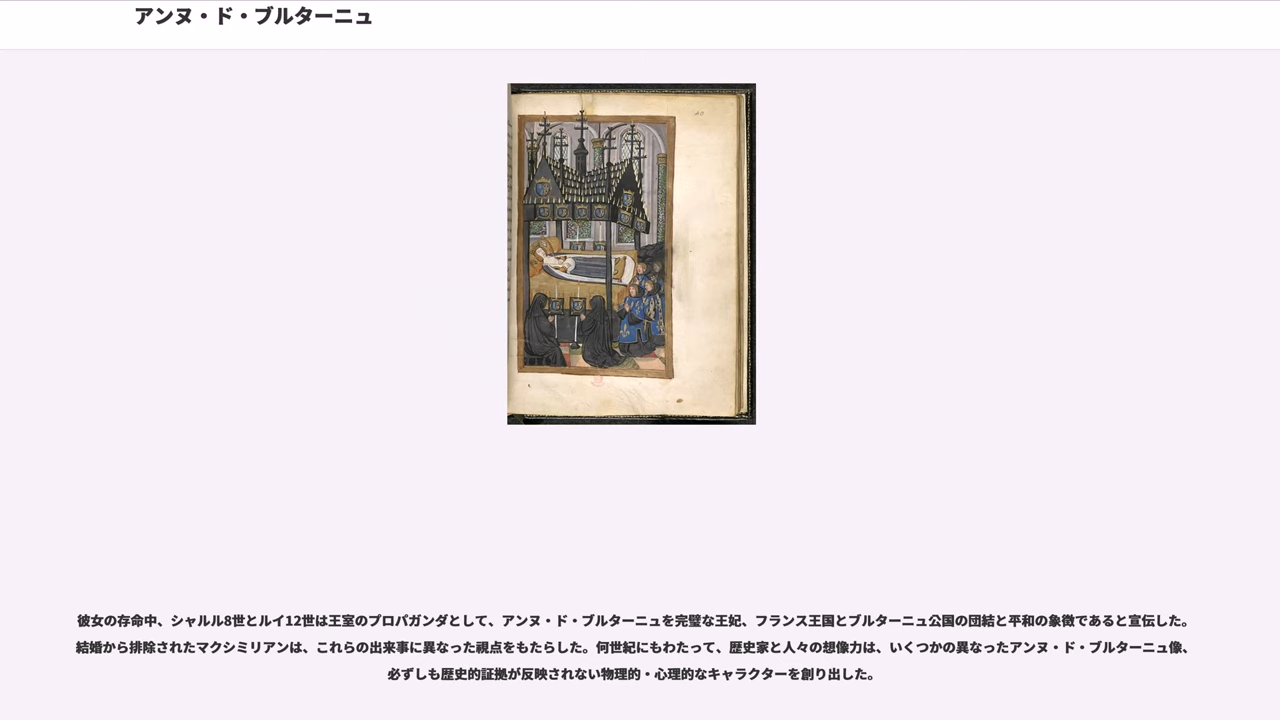 アンヌ・ド・ブルターニュ
彼女の存命中、シャルル8世とルイ12世は王室のプロパガンダとして、アンヌ・ド・ブルターニュを完璧な王妃、フランス王国とブルターニュ公国の団結と平和の象徴であると宣伝した。
結婚から排除されたマクシミリアンは、これらの出来事に異なった視点をもたらした。何世紀にもわたって、歴史家と人々の想像力は、いくつかの異なったアンヌ・ド・ブルターニュ像、
必ずしも歴史的証拠が反映されない物理的・心理的なキャラクターを創り出した。